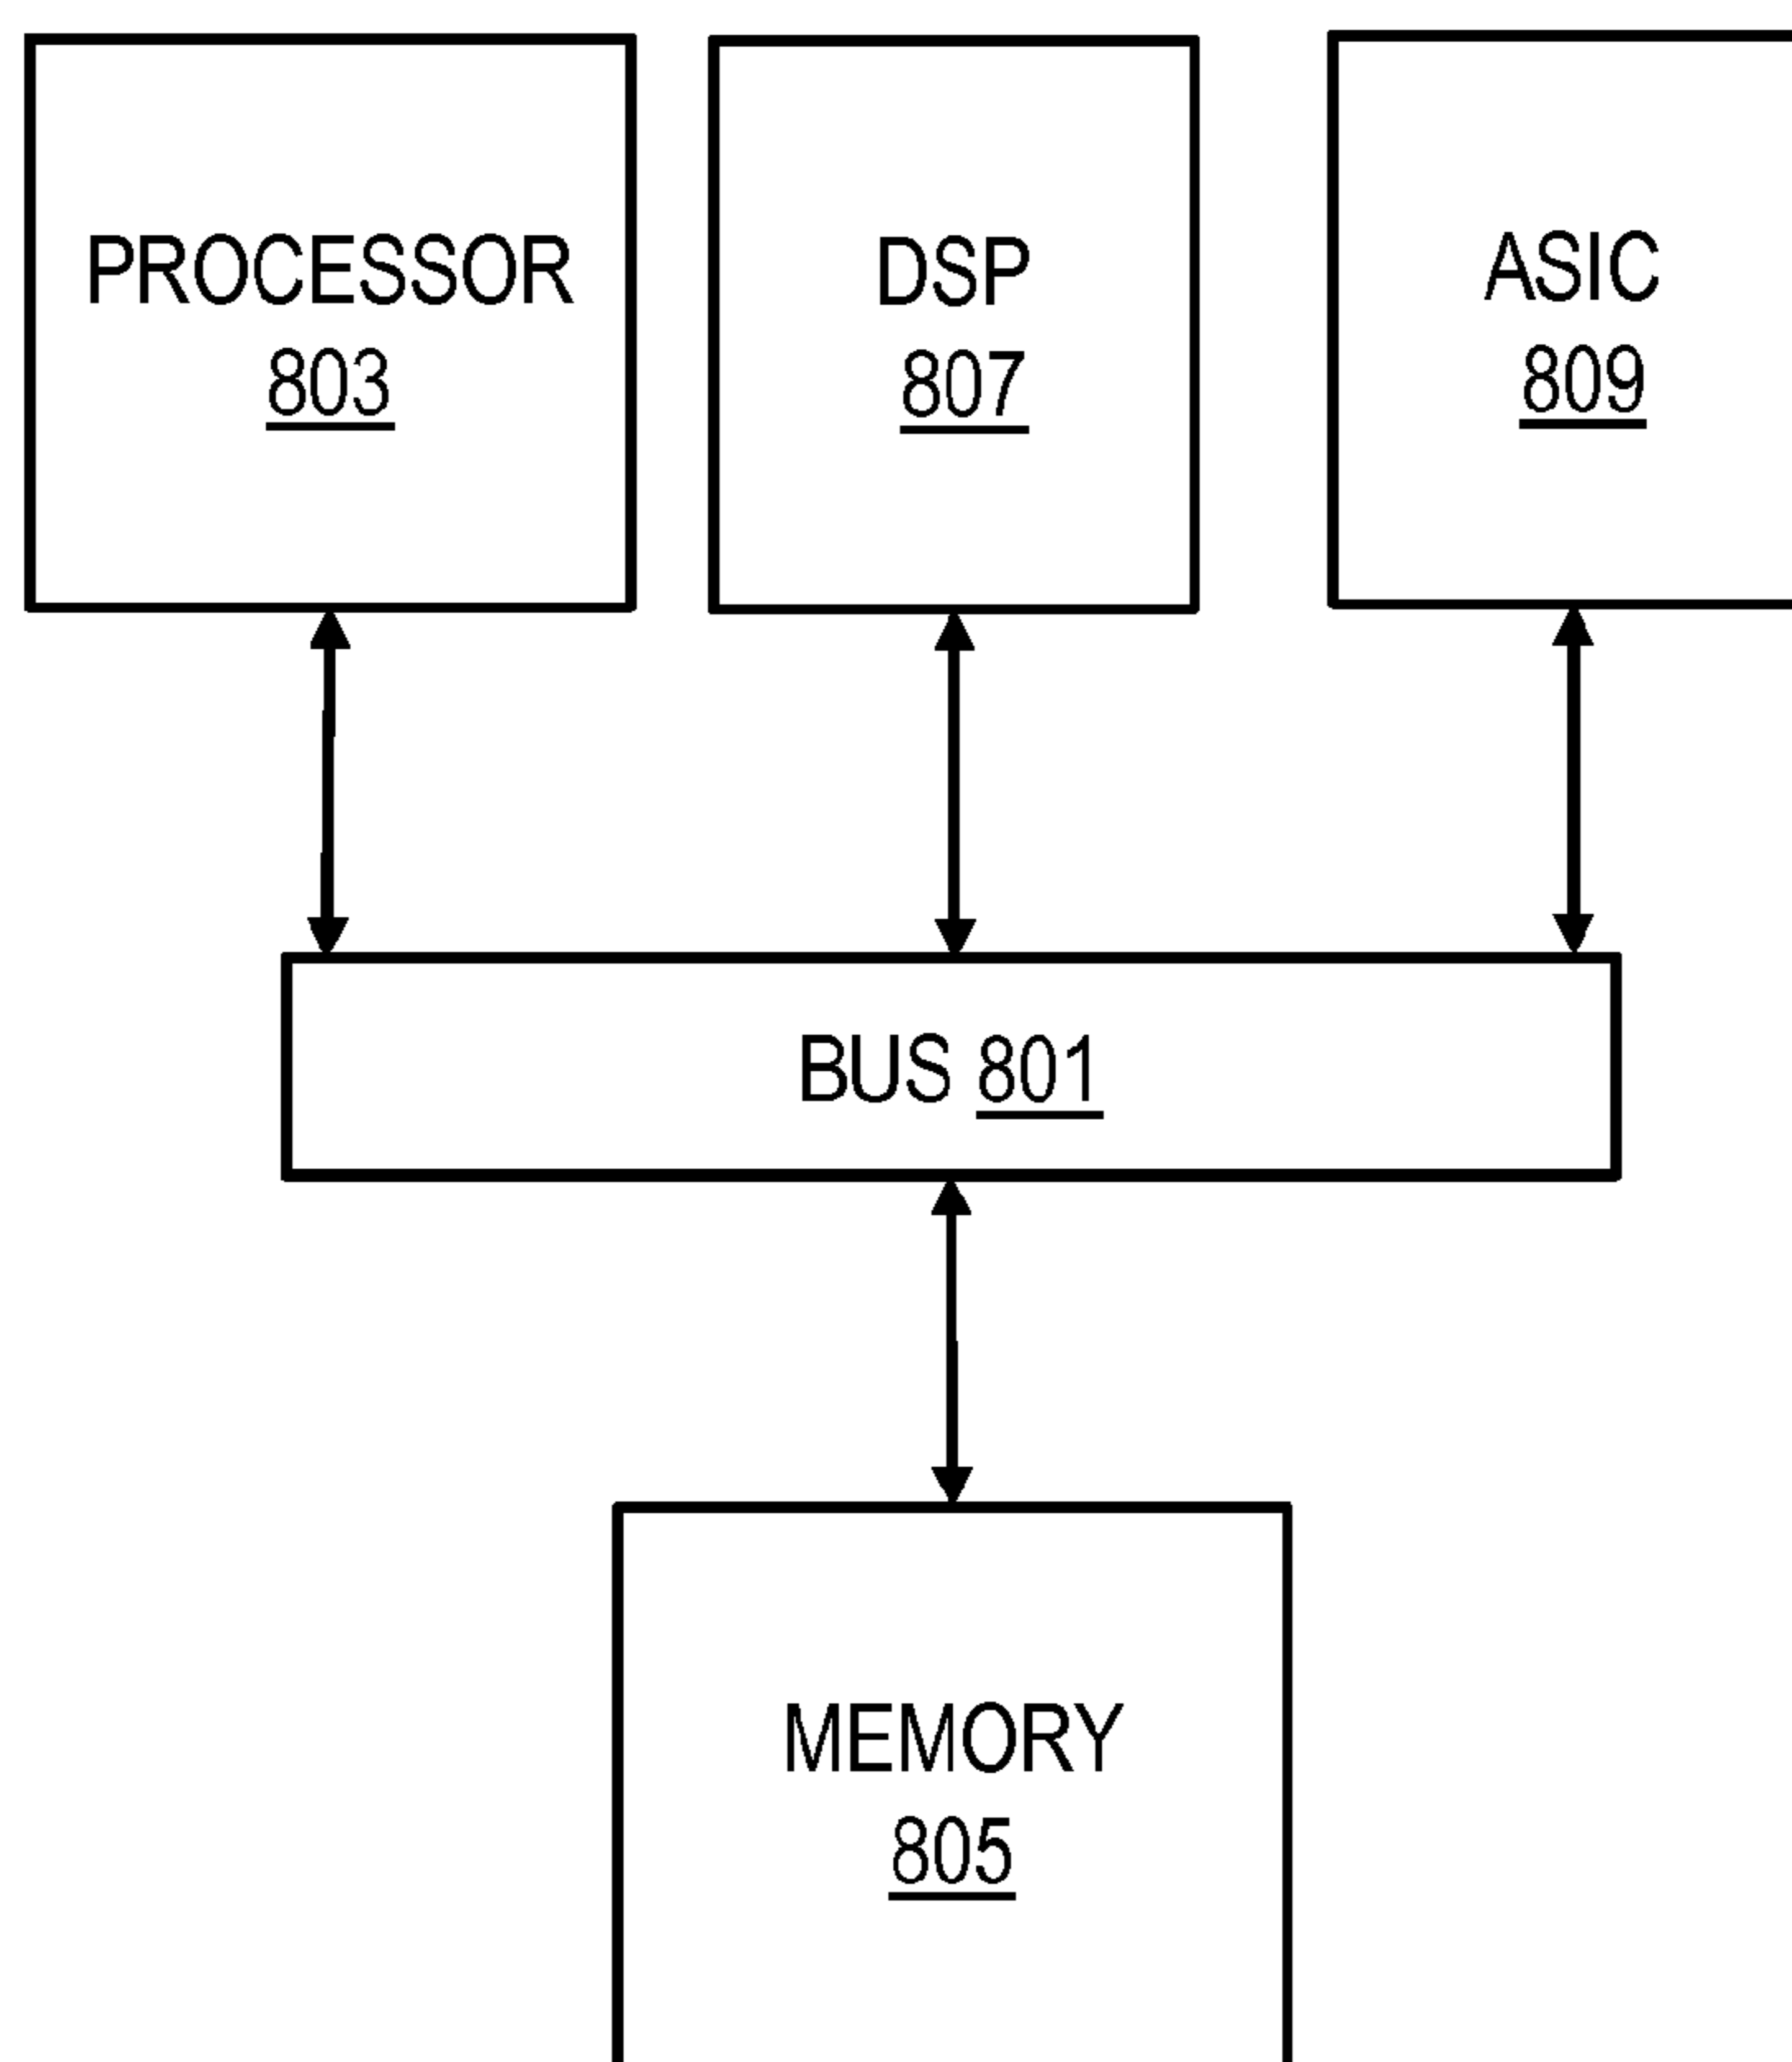 PROCESSOR
803
DSP
807
ASIC
809
BUS 801
MEMORY
805